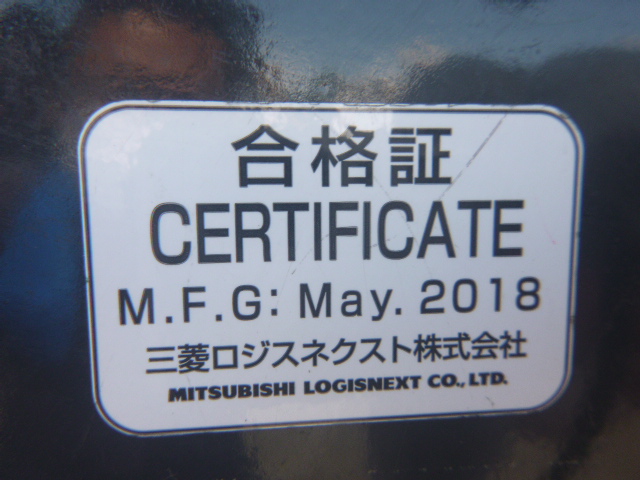 合格証
CERTIFICATE
M.F.G: May. 2018
三菱ロジスネクスト株式会社
MITSUBISHI LOGISNEXT CO., LTD.